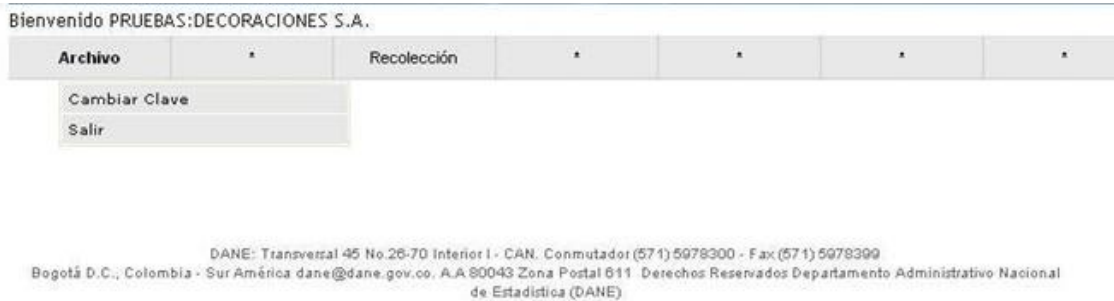 Bienvenido PRUEBAS:DECORACIONES S.A.
Archivo * Recolección * * * *
Cambiar Clave
Salir
DANE: Transversal 45 No.26-70 Interior I - CAN. Conmutador (571) 5978300 - Fax (571) 5978399
Bogotá D.C., Colombia - Sur América dane@dane.gov.co. A.A 80043 Zona Postal 611 Derechos Reservados Departamento Administrativo Nacional
de Estadística (DANE)